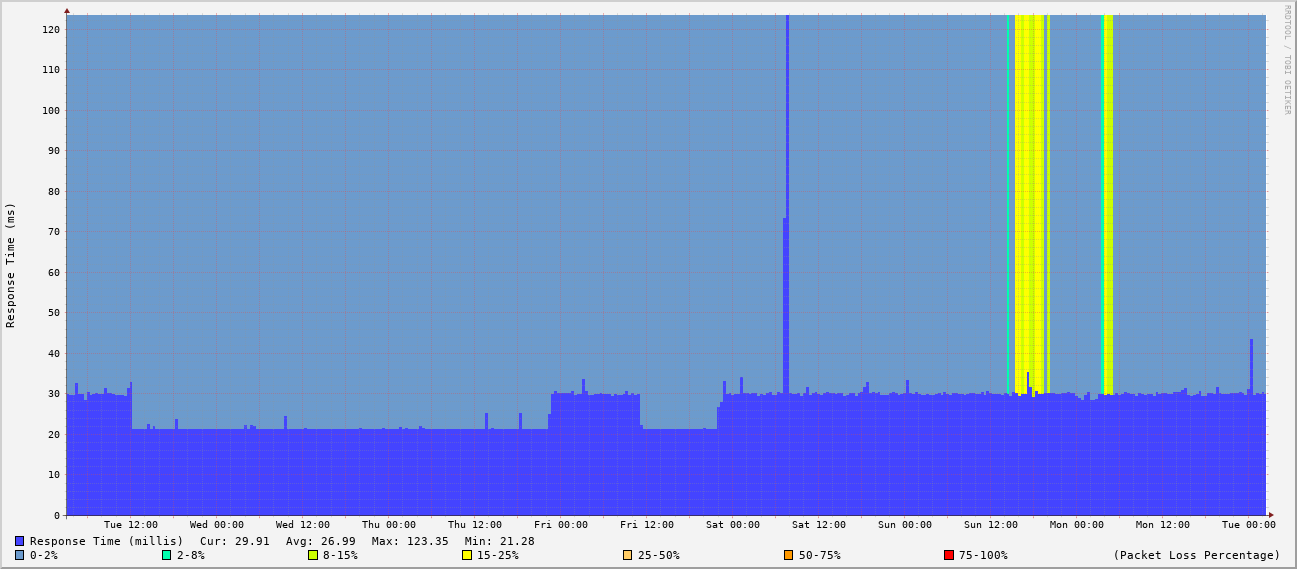 RRDTOOL / TOBI OETIKER
Response Time (ms)
120
110
100
90
80
70
60
50
40
30
20
10
0
Tue 12:00 Wed 00:00 Wed 12:00 Thu 00:00 Thu 12:00 Fri 00:00 Fri 12:00 Sat 00:00 Sat 12:00 Sun 00:00 Sun 12:00 Mon 00:00 Mon 12:00 Tue 00:00
Response Time (millis) Cur: 29.91 Avg: 26.99 Max: 123.35 Min: 21.28
0-2% 2-8% 8-15% 15-25% 25-50% 50-75% 75-100% (Packet Loss Percentage)